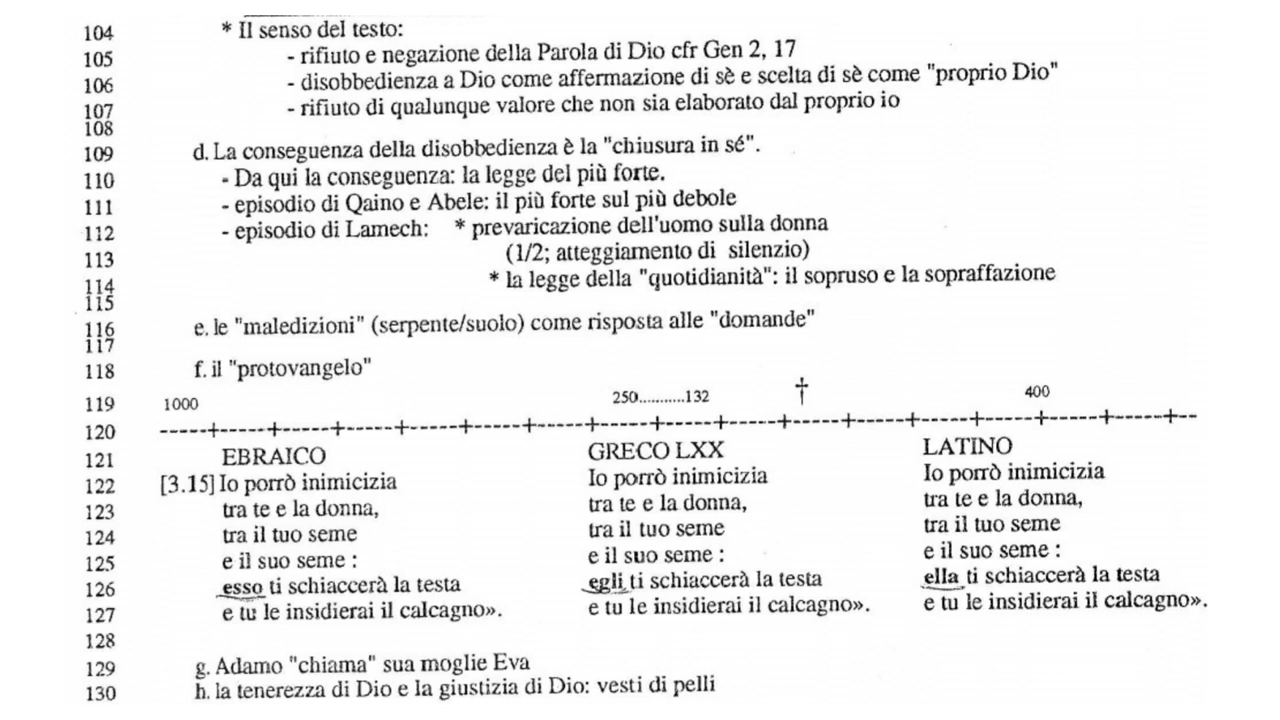 104 * Il senso del testo:
105 - rifiuto e negazione della Parola di Dio cfr Gen 2, 17
106 - disobbedienza a Dio come affermazione di sè e scelta di sè come "proprio Dio"
107 - rifiuto di qualunque valore che non sia elaborato dal proprio io
108
109 d. La conseguenza della disobbedienza è la "chiusura in sé".
110 - Da qui la conseguenza: la legge del più forte.
111 - episodio di Qaino e Abele: il più forte sul più debole
112 - episodio di Lamech: * prevaricazione dell'uomo sulla donna
113 (1/2; atteggiamento di silenzio)
114 * la legge della "quotidianità": il sopruso e la sopraffazione
115
116 e. le "maledizioni" (serpente/suolo) come risposta alle "domande"
117
118 f. il "protovangelo"
119 1000 250...........132 † 400
120 -----+-----+-----+-----+-----+-----+-----+-----+-----+-----+-----+-----+-----+-----+-----+--
121 EBRAICO GRECO LXX LATINO
122 [3.15] Io porrò inimicizia Io porrò inimicizia Io porrò inimicizia
123 tra te e la donna, tra te e la donna, tra te e la donna,
124 tra il tuo seme tra il tuo seme tra il tuo seme
125 e il suo seme : e il suo seme : e il suo seme :
126 esso ti schiaccerà la testa egli ti schiaccerà la testa ella ti schiaccerà la testa
127 e tu le insidierai il calcagno». e tu le insidierai il calcagno». e tu le insidierai il calcagno».
128
129 g. Adamo "chiama" sua moglie Eva
130 h. la tenerezza di Dio e la giustizia di Dio: vesti di pelli